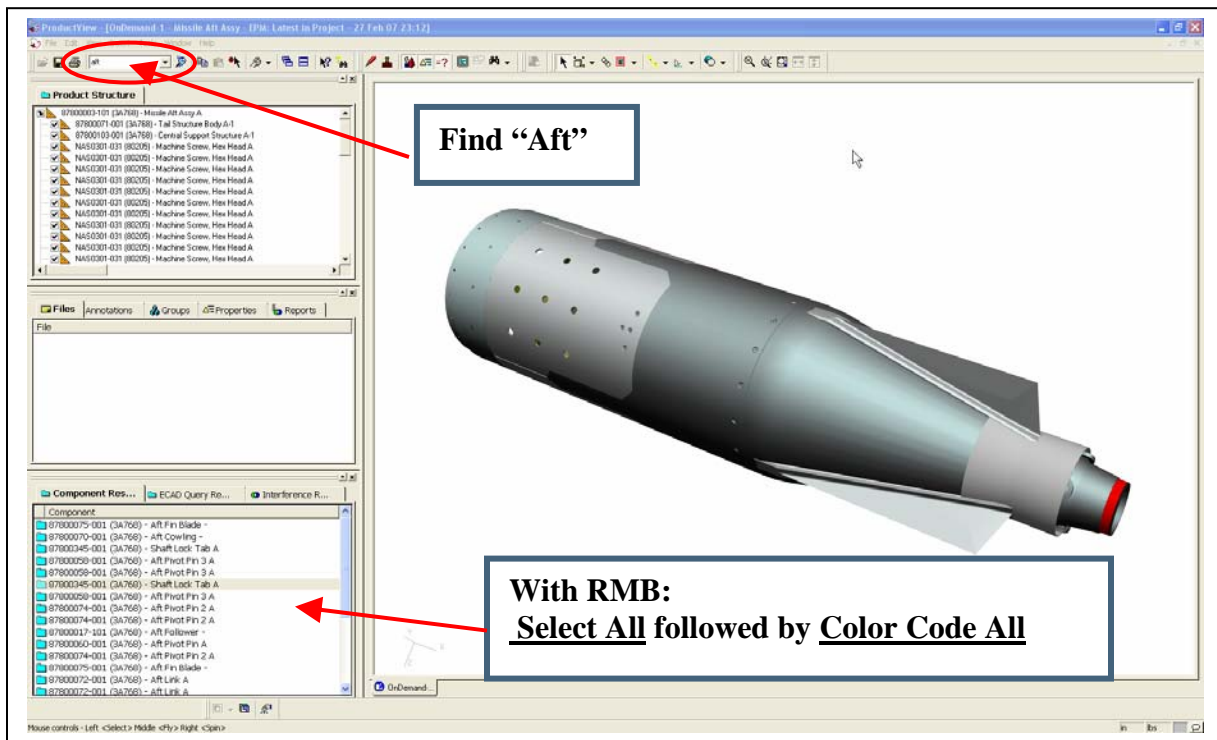 ProductView - [OnDemand-1 - Missile Aft Assy - EPM: Latest in Project - 27 Feb 07 23:12]
File Edit View Window Help
aft
Product Structure
87800003-101 (3A768) - Missile Aft Assy A
87800071-001 (3A768) - Tail Structure Body A-1
87800103-001 (3A768) - Central Support Structure A-1
NAS0301-031 (80205) - Machine Screw, Hex Head A
NAS0301-031 (80205) - Machine Screw, Hex Head A
NAS0301-031 (80205) - Machine Screw, Hex Head A
NAS0301-031 (80205) - Machine Screw, Hex Head A
NAS0301-031 (80205) - Machine Screw, Hex Head A
NAS0301-031 (80205) - Machine Screw, Hex Head A
NAS0301-031 (80205) - Machine Screw, Hex Head A
NAS0301-031 (80205) - Machine Screw, Hex Head A
NAS0301-031 (80205) - Machine Screw, Hex Head A
NAS0301-031 (80205) - Machine Screw, Hex Head A
Find “Aft”
Files Annotations Groups Properties Reports
File
Component Res... ECAD Query Re... Interference R...
Component
87800075-001 (3A768) - Aft Fin Blade -
87800070-001 (3A768) - Aft Cowling -
87800345-001 (3A768) - Shaft Lock Tab A
87800058-001 (3A768) - Aft Pivot Pin 3 A
87800058-001 (3A768) - Aft Pivot Pin 3 A
87800345-001 (3A768) - Shaft Lock Tab A
87800058-001 (3A768) - Aft Pivot Pin 3 A
87800074-001 (3A768) - Aft Pivot Pin 2 A
87800074-001 (3A768) - Aft Pivot Pin 2 A
87800017-101 (3A768) - Aft Follower -
87800060-001 (3A768) - Aft Pivot Pin A
87800074-001 (3A768) - Aft Pivot Pin 2 A
87800075-001 (3A768) - Aft Fin Blade -
87800072-001 (3A768) - Aft Link A
87800072-001 (3A768) - Aft Link A
With RMB:
Select All followed by Color Code All
OnDemand...
Mouse controls - Left <Select> Middle <Fly> Right <Spin>
in lbs